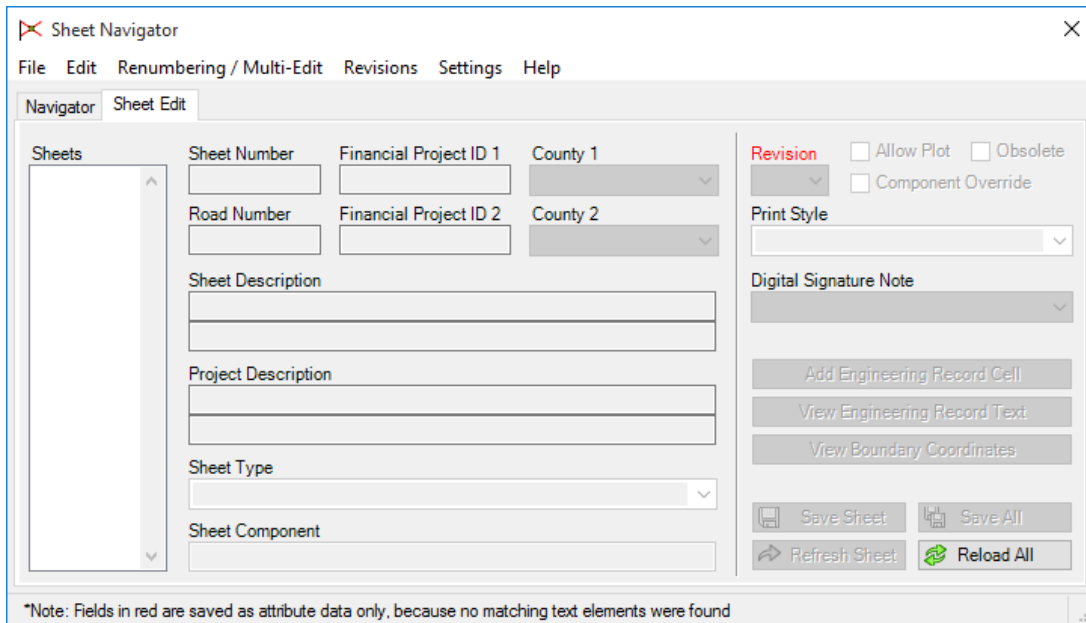 Sheet Navigator
File Edit Renumbering / Multi-Edit Revisions Settings Help
Navigator Sheet Edit
Sheets
Sheet Number Financial Project ID 1 County 1
Road Number Financial Project ID 2 County 2
Sheet Description
Project Description
Sheet Type
Sheet Component
Revision Allow Plot Obsolete
Component Override
Print Style
Digital Signature Note
Add Engineering Record Cell
View Engineering Record Text
View Boundary Coordinates
Save Sheet Save All
Refresh Sheet Reload All
*Note: Fields in red are saved as attribute data only, because no matching text elements were found